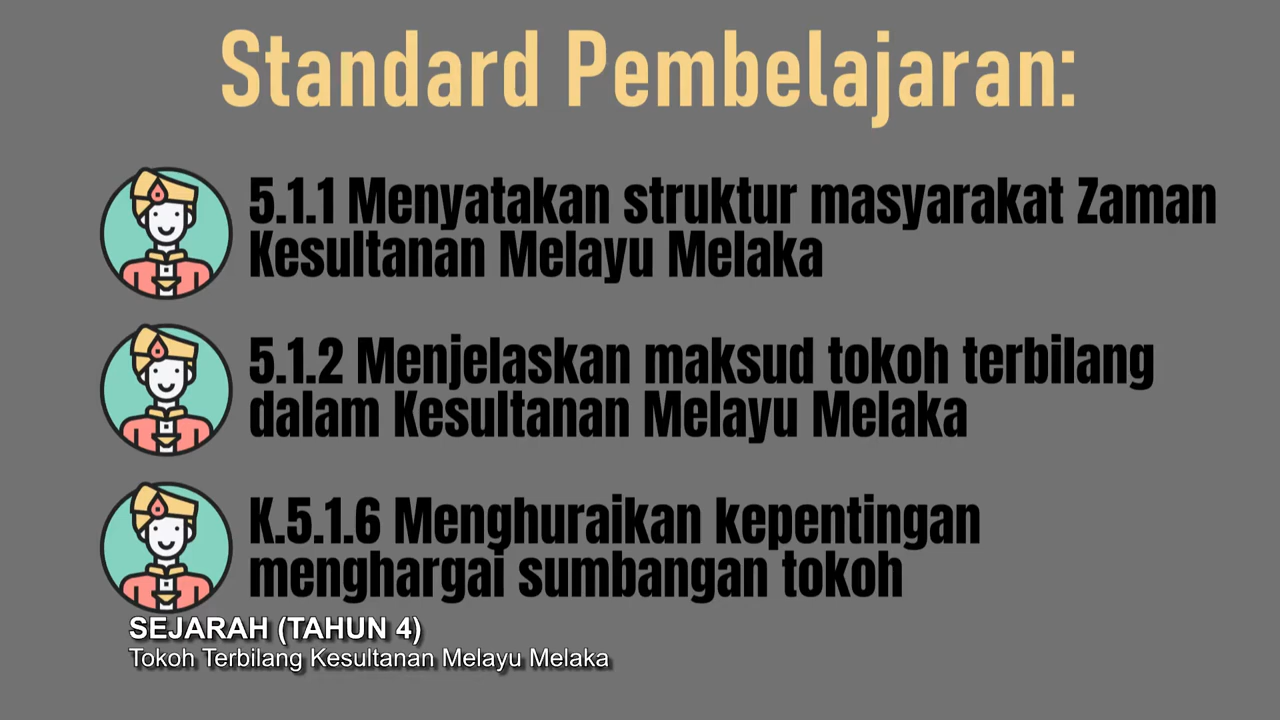 Standard Pembelajaran:
5.1.1 Menyatakan struktur masyarakat Zaman
Kesultanan Melayu Melaka
5.1.2 Menjelaskan maksud tokoh terbilang
dalam Kesultanan Melayu Melaka
K.5.1.6 Menghuraikan kepentingan
menghargai sumbangan tokoh
SEJARAH (TAHUN 4)
Tokoh Terbilang Kesultanan Melayu Melaka